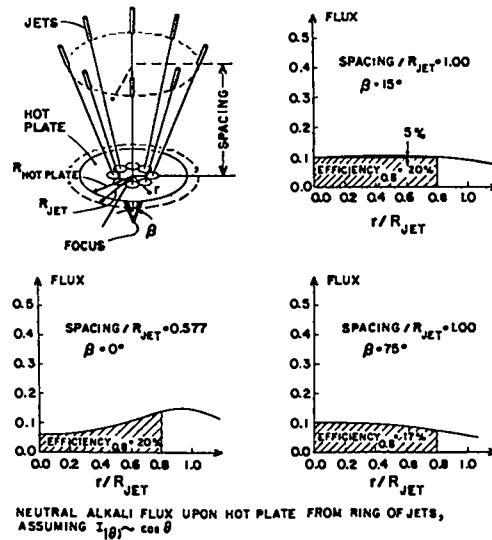 JETS
HOT PLATE
R HOT PLATE
R JET
r
β
FOCUS
SPACING
FLUX
SPACING / R JET = 1.00
β = 15°
5%
EFFICIENCY 0.8 = 20%
0.5
0.4
0.3
0.2
0.1
0.0
0.0 0.2 0.4 0.6 0.8 1.0
r/R JET
FLUX
SPACING / R JET = 0.577
β = 0°
EFFICIENCY 0.8 = 20%
0.5
0.4
0.3
0.2
0.1
0.0
0.0 0.2 0.4 0.6 0.8 1.0
r/R JET
FLUX
SPACING / R JET = 1.00
β = 75°
EFFICIENCY 0.8 = 17%
0.5
0.4
0.3
0.2
0.1
0.0
0.0 0.2 0.4 0.6 0.8 1.0
r/R JET
NEUTRAL ALKALI FLUX UPON HOT PLATE FROM RING OF JETS,
ASSUMING I(θ) ~ cos θ